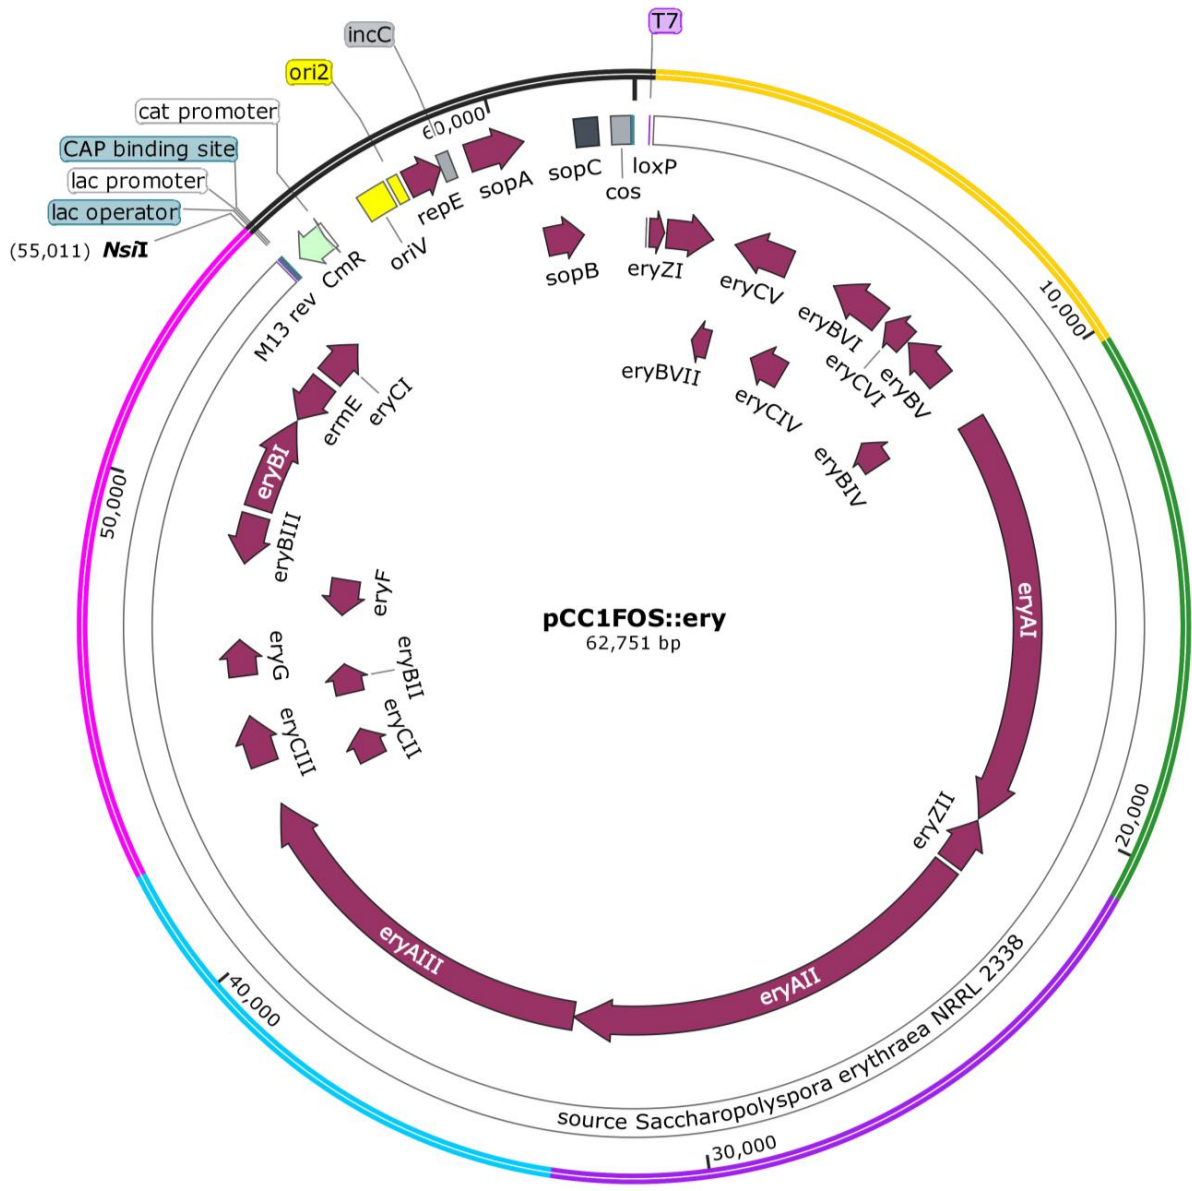 T7
incC
ori2
cat promoter
CAP binding site
lac promoter
lac operator
(55,011) NsiI
60,000
sopA
sopC
cos
loxP
repE
oriV
CmR
M13 rev
sopB
eryZI
eryCV
eryBVI
eryCVI
eryBV
10,000
eryBVII
eryCIV
eryBIV
eryCI
ermE
eryBI
eryBIII
50,000
eryF
eryAI
pCC1FOS::ery
62,751 bp
eryG
eryBII
eryCII
eryCIII
eryZII
20,000
eryAIII
eryAII
40,000
source Saccharopolyspora erythraea NRRL 2338
30,000